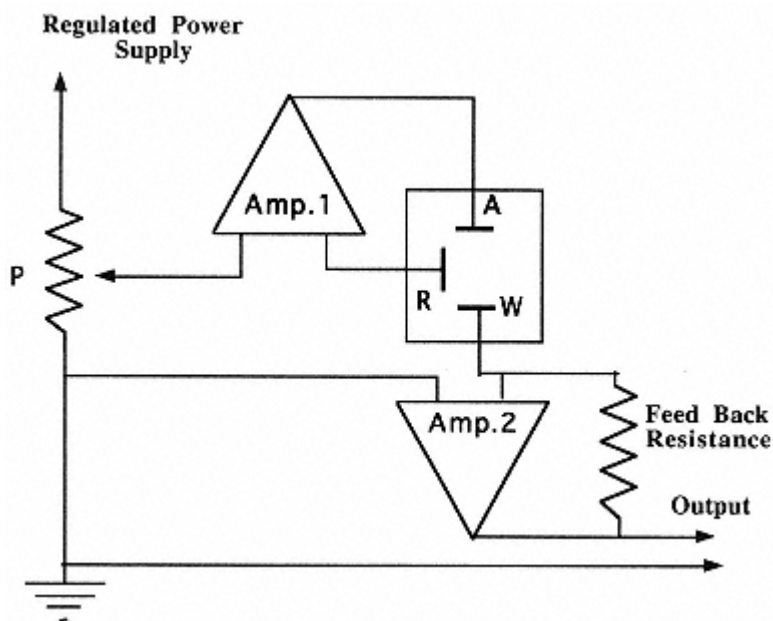 Regulated Power
Supply
Amp.1
A
P
R
W
Amp.2
Feed Back
Resistance
Output